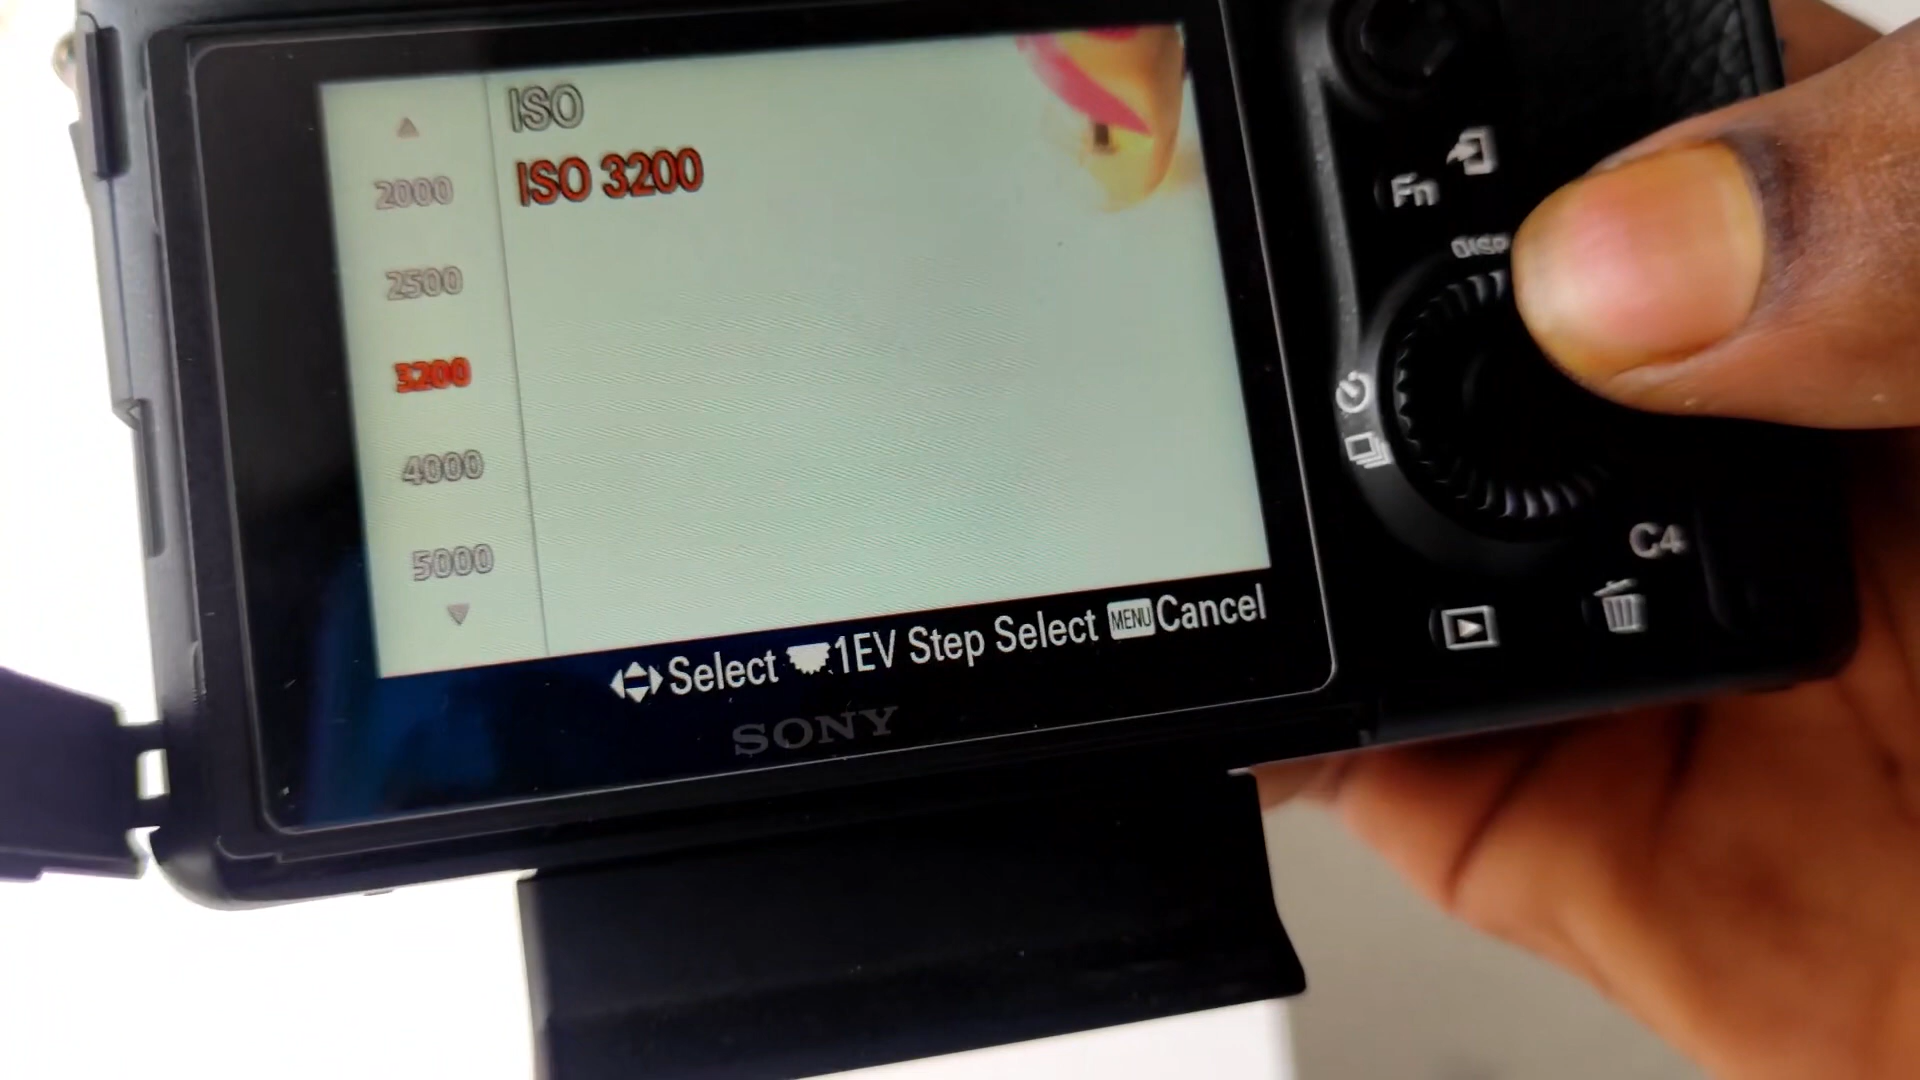 ISO
ISO 3200
2000
2500
3200
4000
5000
Select 1EV Step Select MENU Cancel
SONY
Fn
DISP
C4